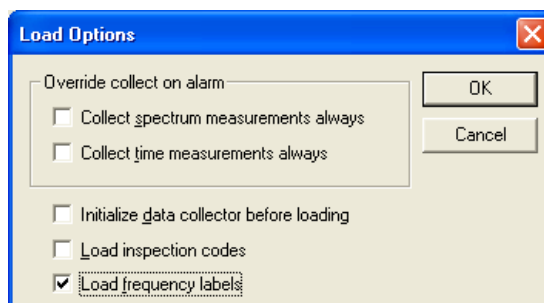 Load Options
Override collect on alarm
OK
Collect spectrum measurements always
Cancel
Collect time measurements always
Initialize data collector before loading
Load inspection codes
Load frequency labels